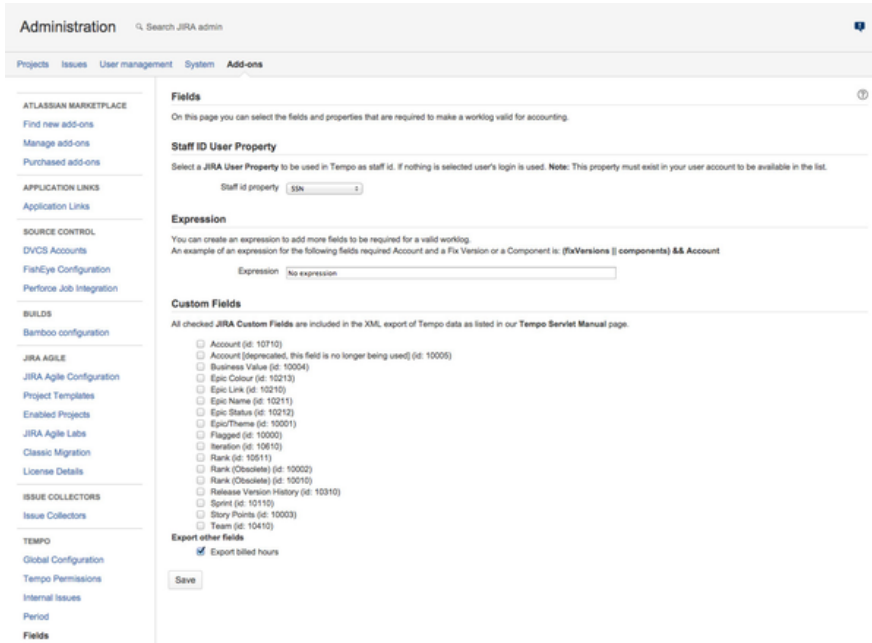 Administration
Search JIRA admin
Projects Issues User management System Add-ons
ATLASSIAN MARKETPLACE
Find new add-ons
Manage add-ons
Purchased add-ons
APPLICATION LINKS
Application Links
SOURCE CONTROL
DVCS Accounts
FishEye Configuration
Perforce Job Integration
BUILDS
Bamboo configuration
JIRA AGILE
JIRA Agile Configuration
Project Templates
Enabled Projects
JIRA Agile Labs
Classic Migration
License Details
ISSUE COLLECTORS
Issue Collectors
TEMPO
Global Configuration
Tempo Permissions
Internal Issues
Period
Fields
Fields
On this page you can select the fields and properties that are required to make a worklog valid for accounting.
Staff ID User Property
Select a JIRA User Property to be used in Tempo as staff id. If nothing is selected user's login is used. Note: This property must exist in your user account to be available in the list.
Staff id property SSN
Expression
You can create an expression to add more fields to be required for a valid worklog.
An example of an expression for the following fields required Account and a Fix Version or a Component is: (fixVersions || components) && Account
Expression No expression
Custom Fields
All checked JIRA Custom Fields are included in the XML export of Tempo data as listed in our Tempo Servlet Manual page.
Account (id: 10710)
Account [deprecated, this field is no longer being used] (id: 10005)
Business Value (id: 10004)
Epic Colour (id: 10213)
Epic Link (id: 10210)
Epic Name (id: 10211)
Epic Status (id: 10212)
Epic/Theme (id: 10001)
Flagged (id: 10000)
Iteration (id: 10610)
Rank (id: 10511)
Rank (Obsolete) (id: 10002)
Rank (Obsolete) (id: 10010)
Release Version History (id: 10310)
Sprint (id: 10110)
Story Points (id: 10003)
Team (id: 10410)
Export other fields
Export billed hours
Save